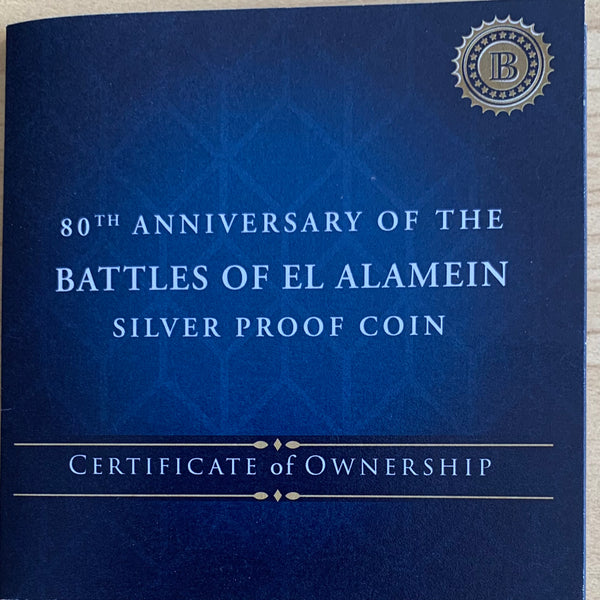 B
80TH ANNIVERSARY OF THE
BATTLES OF EL ALAMEIN
SILVER PROOF COIN
CERTIFICATE of OWNERSHIP